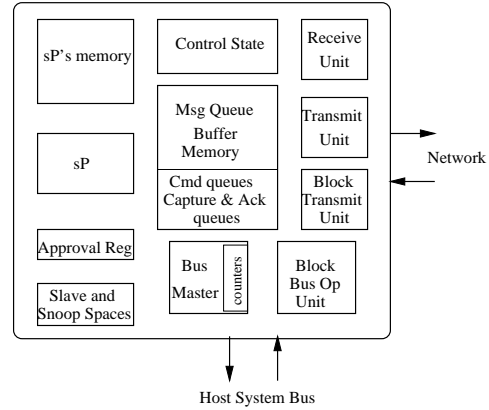 sP's memory
Control State
Receive
Unit
Msg Queue
Buffer
Memory
Transmit
Unit
Network
sP
Cmd queues
Capture & Ack
queues
Block
Transmit
Unit
Approval Reg
Slave and
Snoop Spaces
Bus
Master
counters
Block
Bus Op
Unit
Host System Bus